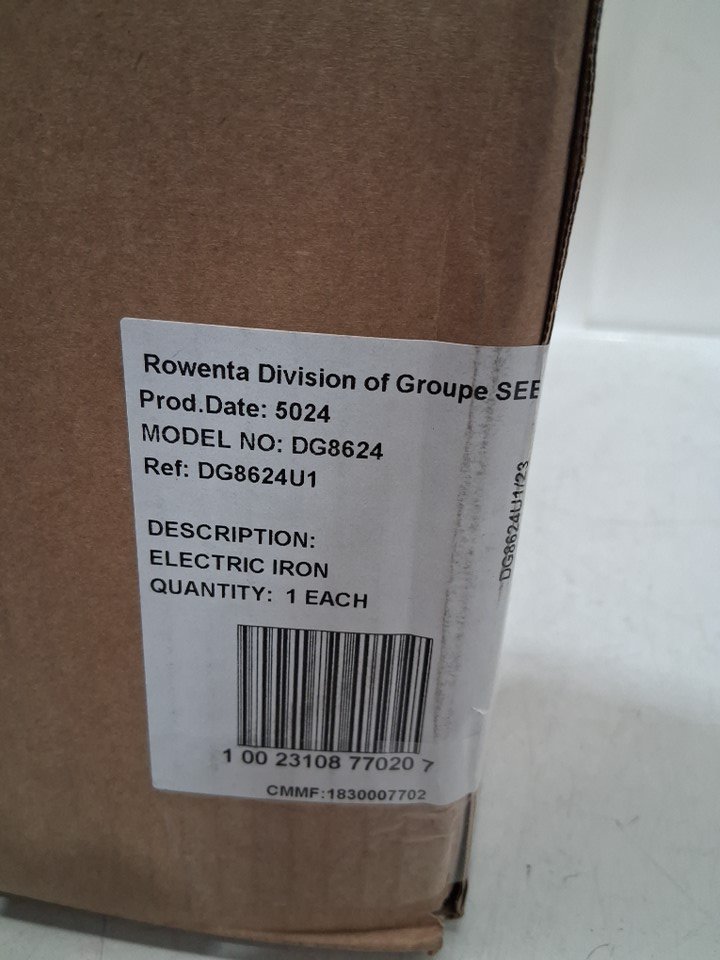 Rowenta Division of Groupe SEB
Prod.Date: 5024
MODEL NO: DG8624
Ref: DG8624U1
DG8624U1/23
DESCRIPTION:
ELECTRIC IRON
QUANTITY: 1 EACH
1 00 23108 77020 7
CMMF:1830007702